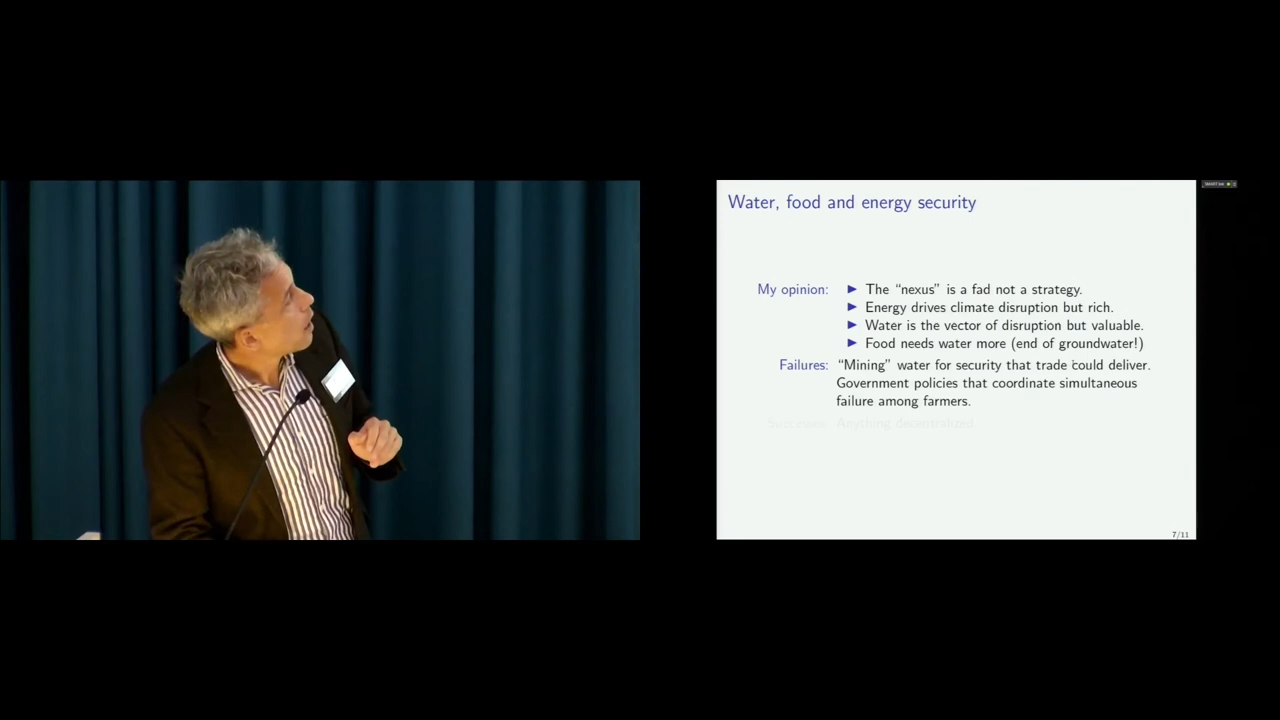 Water, food and energy security
My opinion: ▶ The “nexus” is a fad not a strategy.
▶ Energy drives climate disruption but rich.
▶ Water is the vector of disruption but valuable.
▶ Food needs water more (end of groundwater!)
Failures: “Mining” water for security that trade could deliver.
Government policies that coordinate simultaneous
failure among farmers.
Successes: Anything decentralized.
7/11